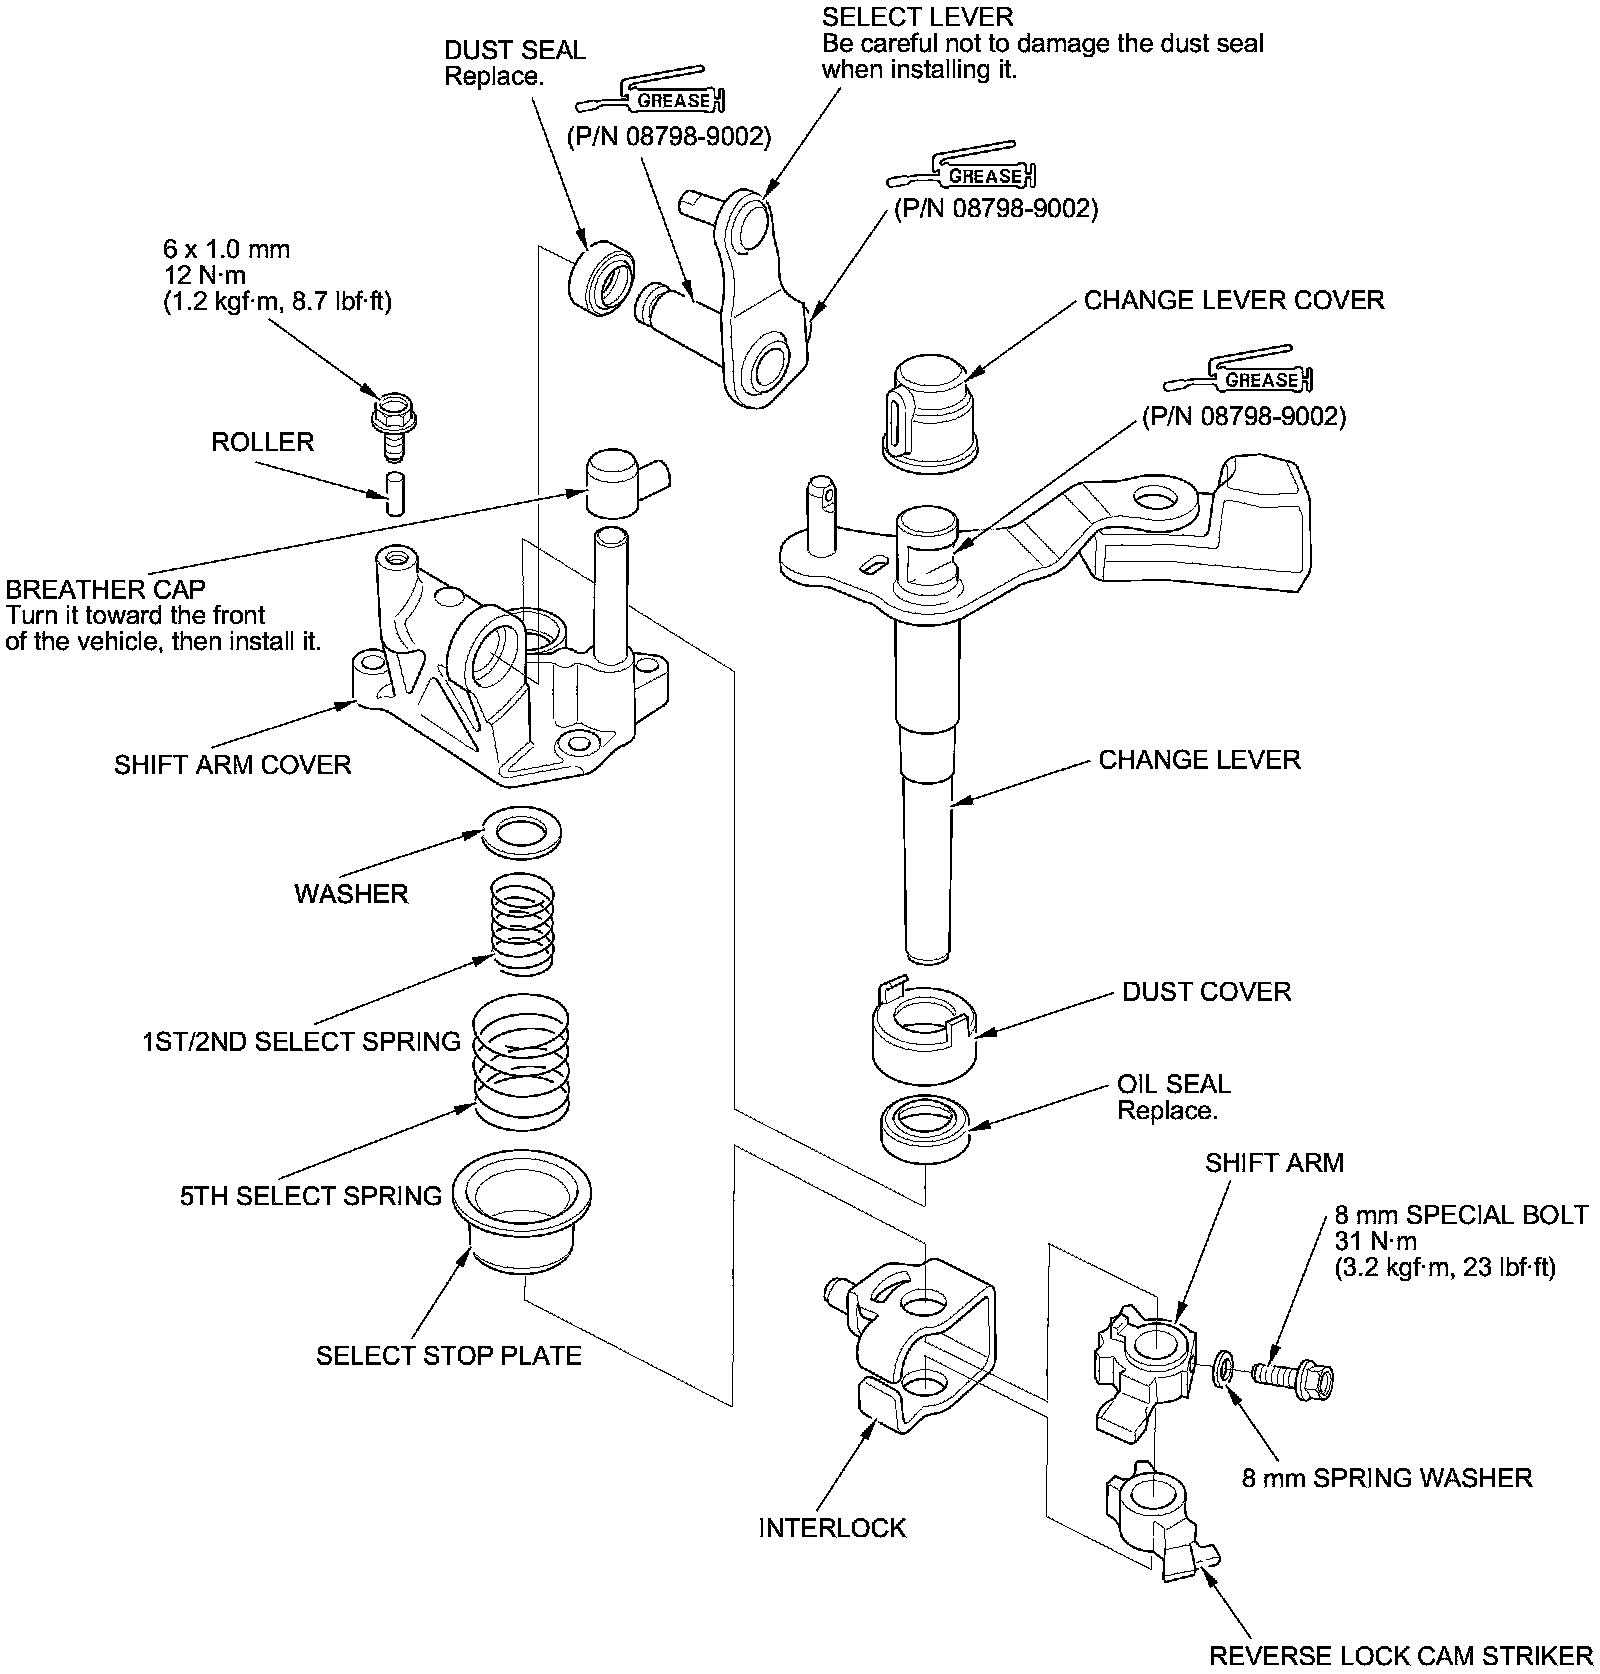 SELECT LEVER
Be careful not to damage the dust seal
when installing it.
DUST SEAL
Replace.
GREASE
(P/N 08798-9002)
GREASE
(P/N 08798-9002)
6 x 1.0 mm
12 N·m
(1.2 kgf·m, 8.7 lbf·ft)
CHANGE LEVER COVER
GREASE
(P/N 08798-9002)
ROLLER
BREATHER CAP
Turn it toward the front
of the vehicle, then install it.
SHIFT ARM COVER
CHANGE LEVER
WASHER
DUST COVER
1ST/2ND SELECT SPRING
OIL SEAL
Replace.
SHIFT ARM
5TH SELECT SPRING
8 mm SPECIAL BOLT
31 N·m
(3.2 kgf·m, 23 lbf·ft)
SELECT STOP PLATE
8 mm SPRING WASHER
INTERLOCK
REVERSE LOCK CAM STRIKER